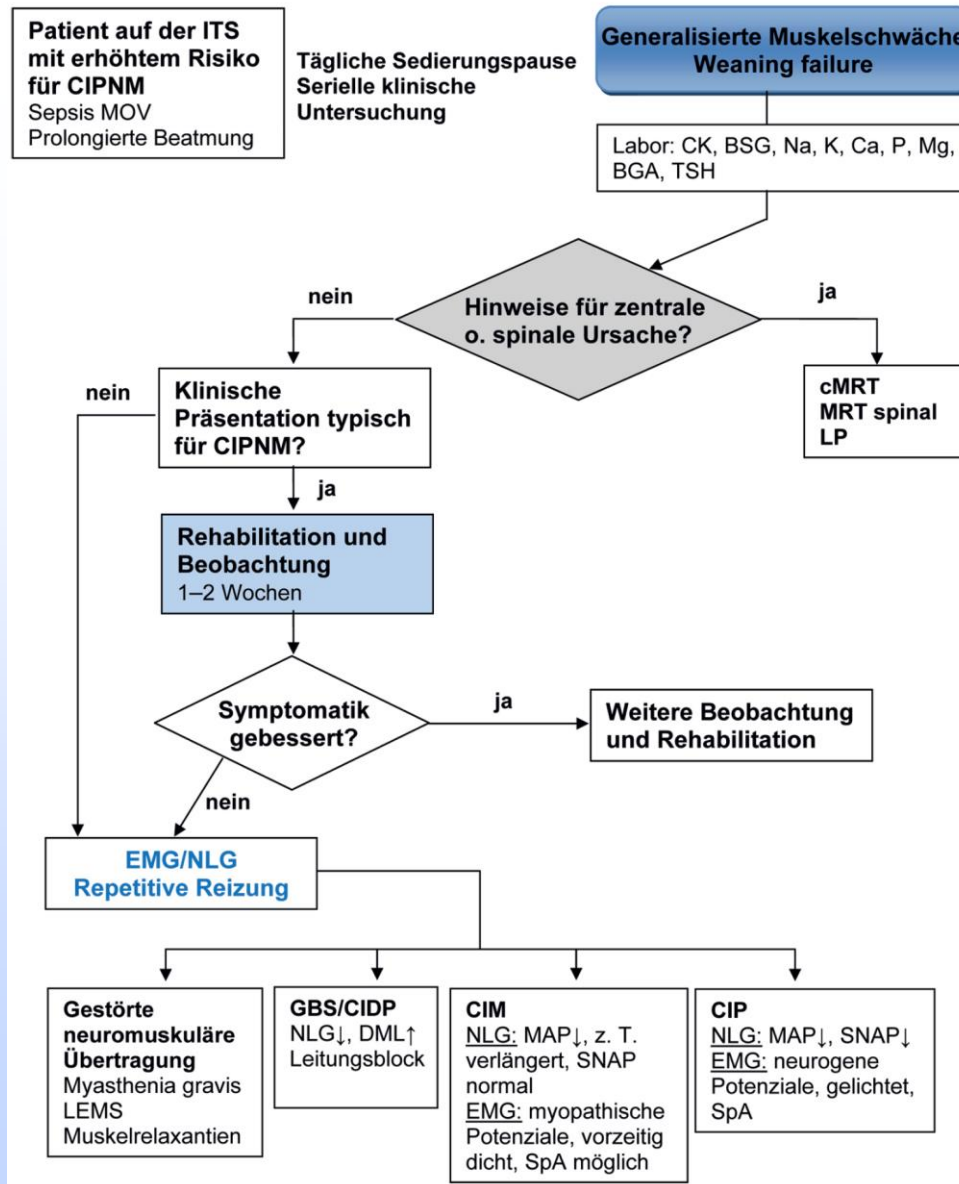 Patient auf der ITS
mit erhöhtem Risiko
für CIPNM
Sepsis MOV
Prolongierte Beatmung
Tägliche Sedierungspause
Serielle klinische
Untersuchung
Generalisierte Muskelschwäche
Weaning failure
Labor: CK, BSG, Na, K, Ca, P, Mg,
BGA, TSH
Hinweise für zentrale
o. spinale Ursache?
nein
ja
cMRT
MRT spinal
LP
Klinische
Präsentation typisch
für CIPNM?
nein
ja
Rehabilitation und
Beobachtung
1–2 Wochen
Symptomatik
gebessert?
ja
Weitere Beobachtung
und Rehabilitation
nein
EMG/NLG
Repetitive Reizung
Gestörte
neuromuskuläre
Übertragung
Myasthenia gravis
LEMS
Muskelrelaxantien
GBS/CIDP
NLG↓, DML↑
Leitungsblock
CIM
NLG: MAP↓, z. T.
verlängert, SNAP
normal
EMG: myopathische
Potenziale, vorzeitig
dicht, SpA möglich
CIP
NLG: MAP↓, SNAP↓
EMG: neurogene
Potenziale, gelichtet,
SpA